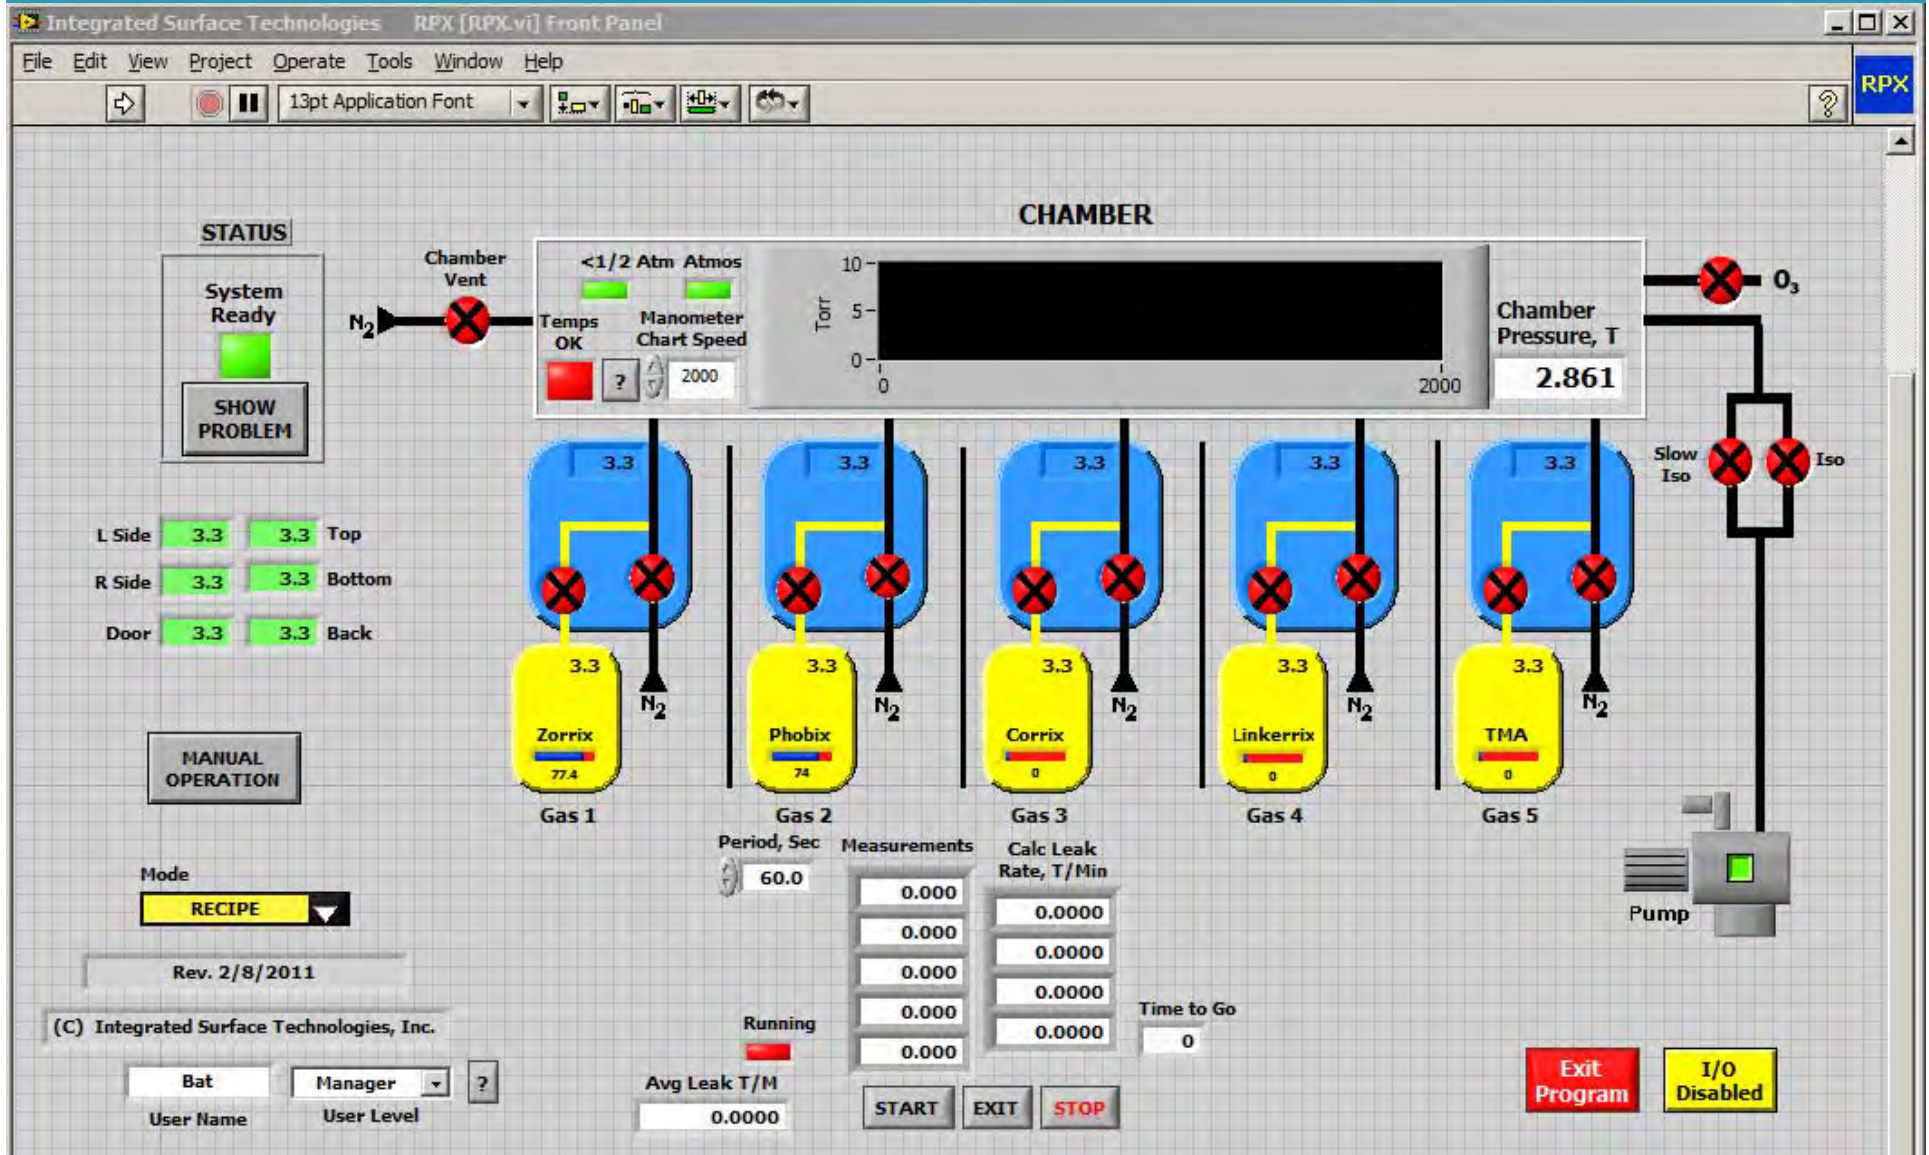 Integrated Surface Technologies RPX [RPX.vi] Front Panel
File Edit View Project Operate Tools Window Help
13pt Application Font
?
RPX
CHAMBER
STATUS
System
Ready
SHOW
PROBLEM
Chamber
Vent
N2
<1/2 Atm Atmos
Temps
OK
?
Manometer
Chart Speed
2000
Torr
10
5
0
0
2000
Chamber
Pressure, T
2.861
O3
Slow
Iso
Iso
L Side 3.3 3.3 Top
R Side 3.3 3.3 Bottom
Door 3.3 3.3 Back
3.3 3.3 3.3 3.3 3.3
3.3 3.3 3.3 3.3 3.3
N2 N2 N2 N2 N2
Zorrix Phobix Corrix Linkerrix TMA
77.4 74 0 0 0
Gas 1 Gas 2 Gas 3 Gas 4 Gas 5
MANUAL
OPERATION
Mode
RECIPE
Rev. 2/8/2011
(C) Integrated Surface Technologies, Inc.
Bat
User Name
Manager
User Level
?
Period, Sec
60.0
Measurements
0.000
0.000
0.000
0.000
0.000
Calc Leak
Rate, T/Min
0.0000
0.0000
0.0000
0.0000
Running
Avg Leak T/M
0.0000
Time to Go
0
START EXIT STOP
Pump
Exit
Program
I/O
Disabled